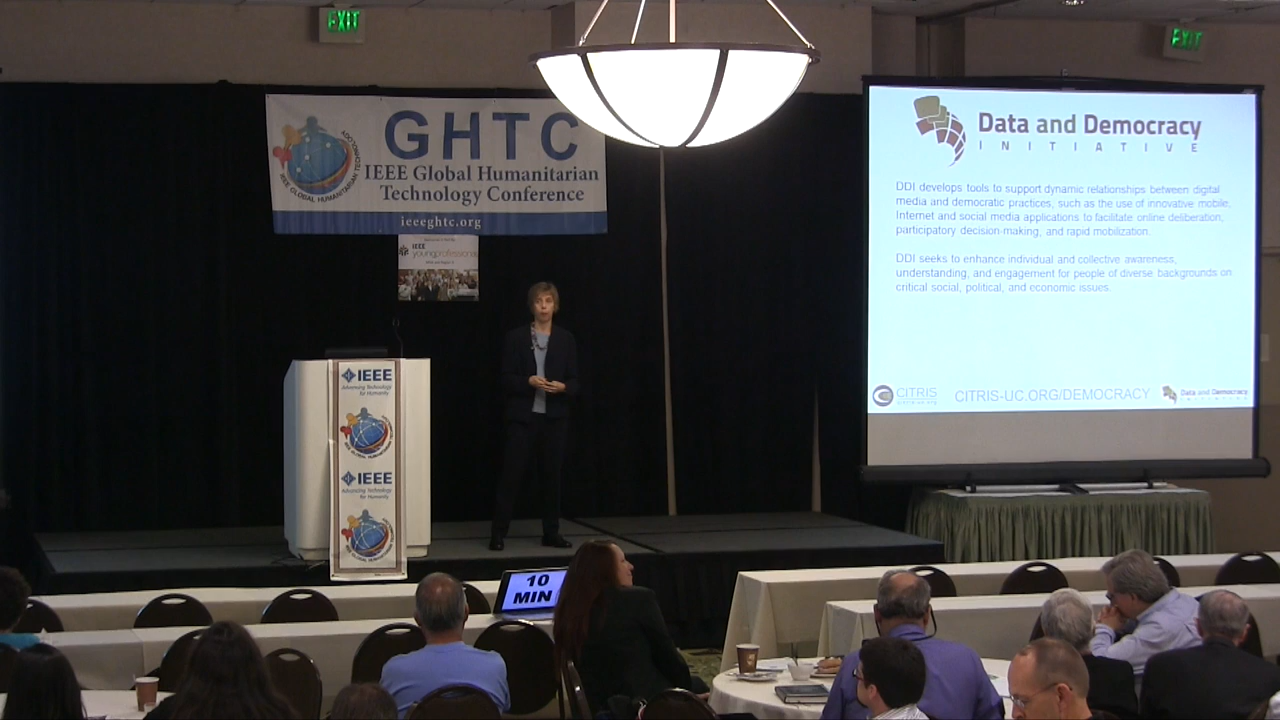 EXIT
EXIT
GHTC
IEEE Global Humanitarian
Technology Conference
IEEE GLOBAL HUMANITARIAN TECHNOLOGY
ieeeghtc.org
IEEE
youngprofessionals
Data and Democracy
INITIATIVE
DDI develops tools to support dynamic relationships between digital
media and democratic practices, such as the use of innovative mobile,
Internet and social media applications to facilitate online deliberation,
participatory decision-making, and rapid mobilization.
DDI seeks to enhance individual and collective awareness,
understanding, and engagement for people of diverse backgrounds on
critical social, political, and economic issues.
CITRIS
CITRIS-UC.ORG/DEMOCRACY
Data and Democracy
INITIATIVE
IEEE
Advancing Technology
for Humanity
IEEE
Advancing Technology
for Humanity
10
MIN